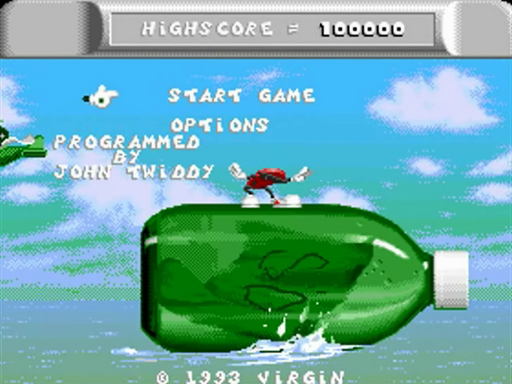 HiGHSCORE = 100000
START GAME
OPTiONS
PROGRAMMED
BY
JOHN TWiDDY
© 1993 ViRGiN